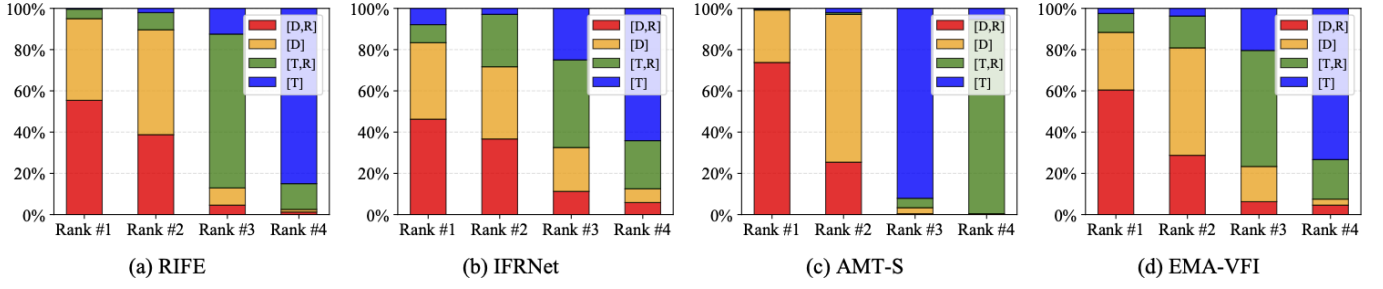 100%
80%
60%
40%
20%
0%
[D,R]
[D]
[T,R]
[T]
Rank #1 Rank #2 Rank #3 Rank #4
(a) RIFE
100%
80%
60%
40%
20%
0%
[D,R]
[D]
[T,R]
[T]
Rank #1 Rank #2 Rank #3 Rank #4
(b) IFRNet
100%
80%
60%
40%
20%
0%
[D,R]
[D]
[T,R]
[T]
Rank #1 Rank #2 Rank #3 Rank #4
(c) AMT-S
100%
80%
60%
40%
20%
0%
[D,R]
[D]
[T,R]
[T]
Rank #1 Rank #2 Rank #3 Rank #4
(d) EMA-VFI